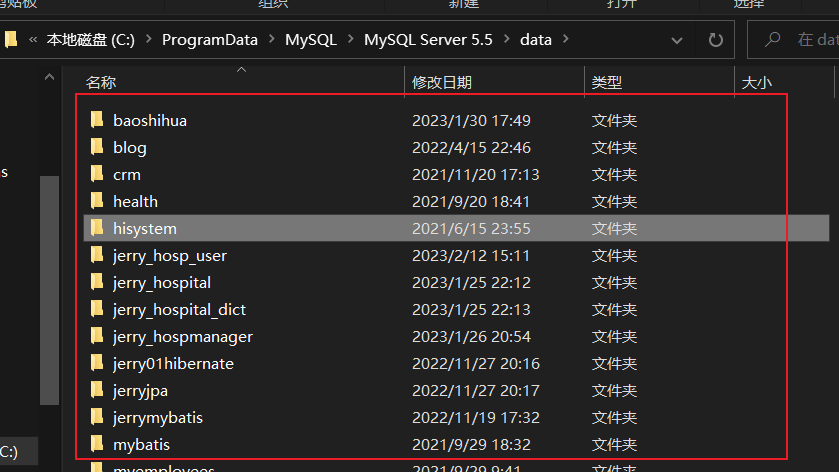 剪贴板 组织 新建 打开 选择
« 本地磁盘 (C:) > ProgramData > MySQL > MySQL Server 5.5 > data > 在 dat
名称 修改日期 类型 大小
baoshihua 2023/1/30 17:49 文件夹
blog 2022/4/15 22:46 文件夹
crm 2021/11/20 17:13 文件夹
s
health 2021/9/20 18:41 文件夹
hisystem 2021/6/15 23:55 文件夹
jerry_hosp_user 2023/2/12 15:11 文件夹
jerry_hospital 2023/1/25 22:12 文件夹
jerry_hospital_dict 2023/1/25 22:13 文件夹
jerry_hospmanager 2023/1/26 20:54 文件夹
jerry01hibernate 2022/11/27 20:16 文件夹
jerryjpa 2022/11/27 20:17 文件夹
jerrymybatis 2022/11/19 17:32 文件夹
mybatis 2021/9/29 18:32 文件夹
C:)
myemployees 2021/9/29 9:41 文件夹